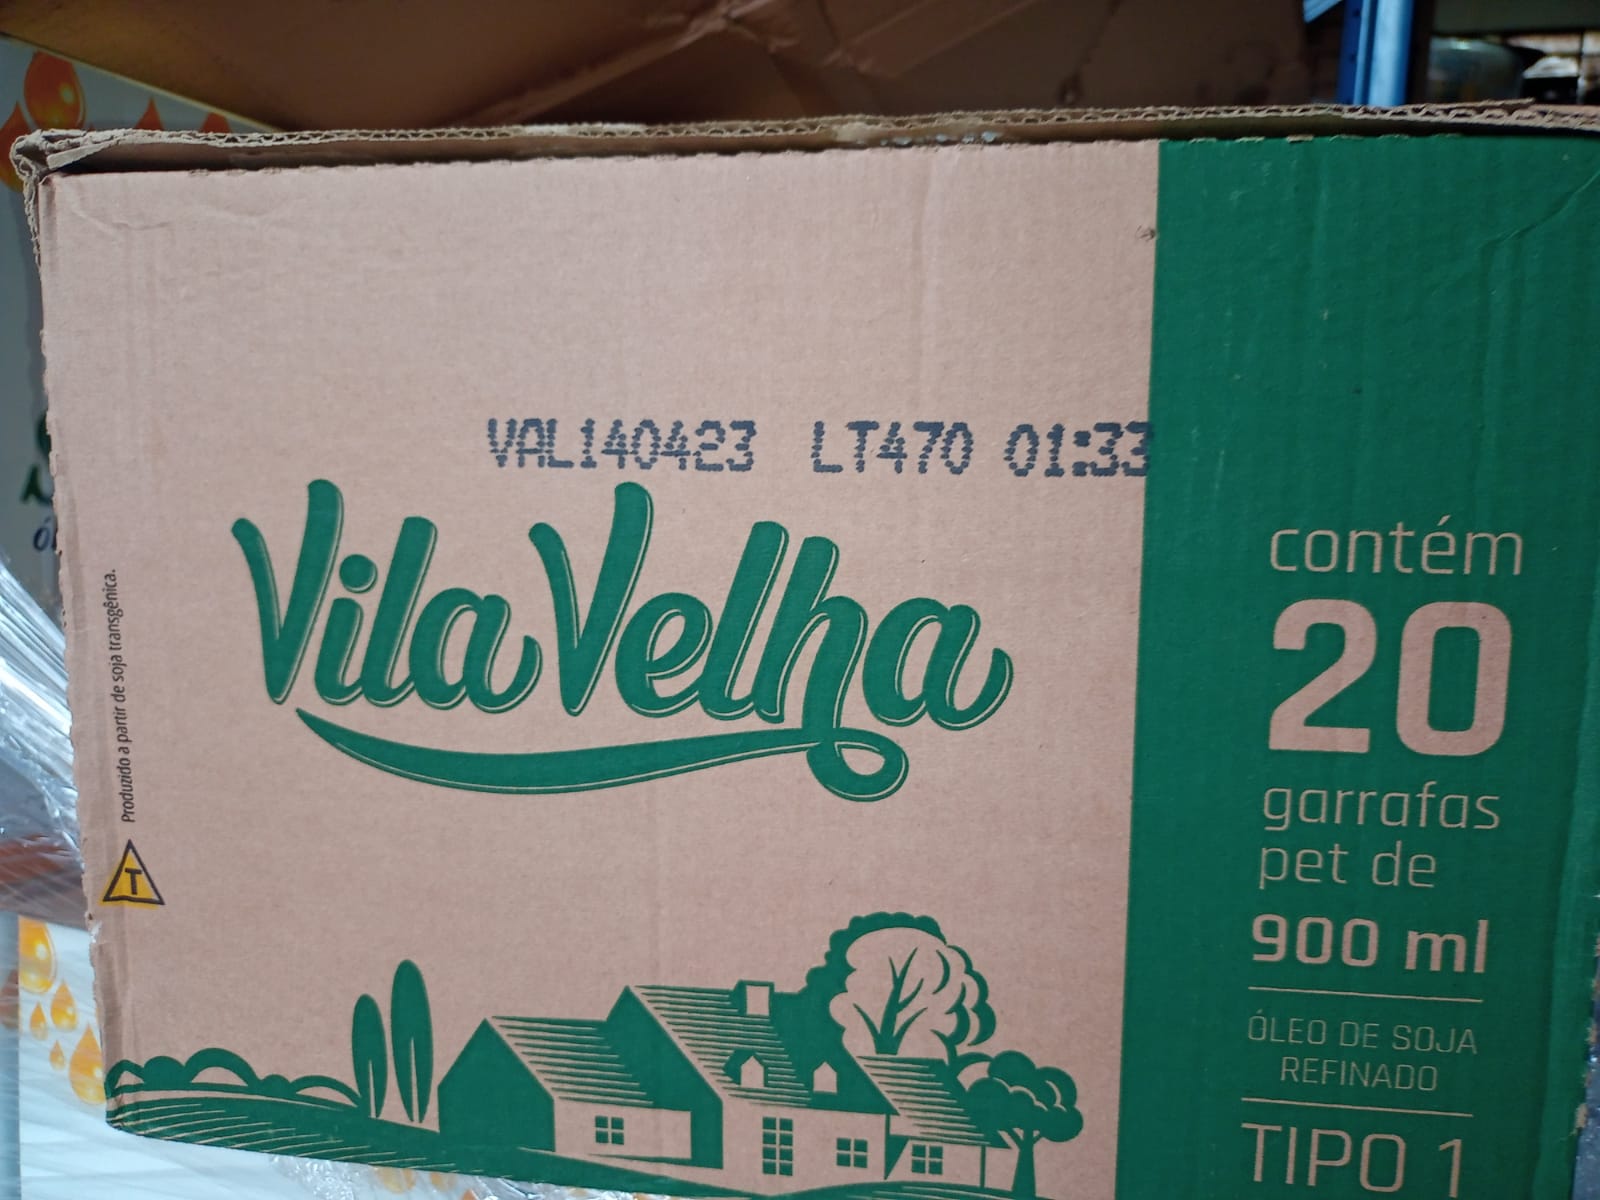 VAL140423 LT470 01:33
Vila Velha
Produzido a partir de soja transgênica.
T
contém
20
garrafas
pet de
900 ml
ÓLEO DE SOJA
REFINADO
TIPO 1